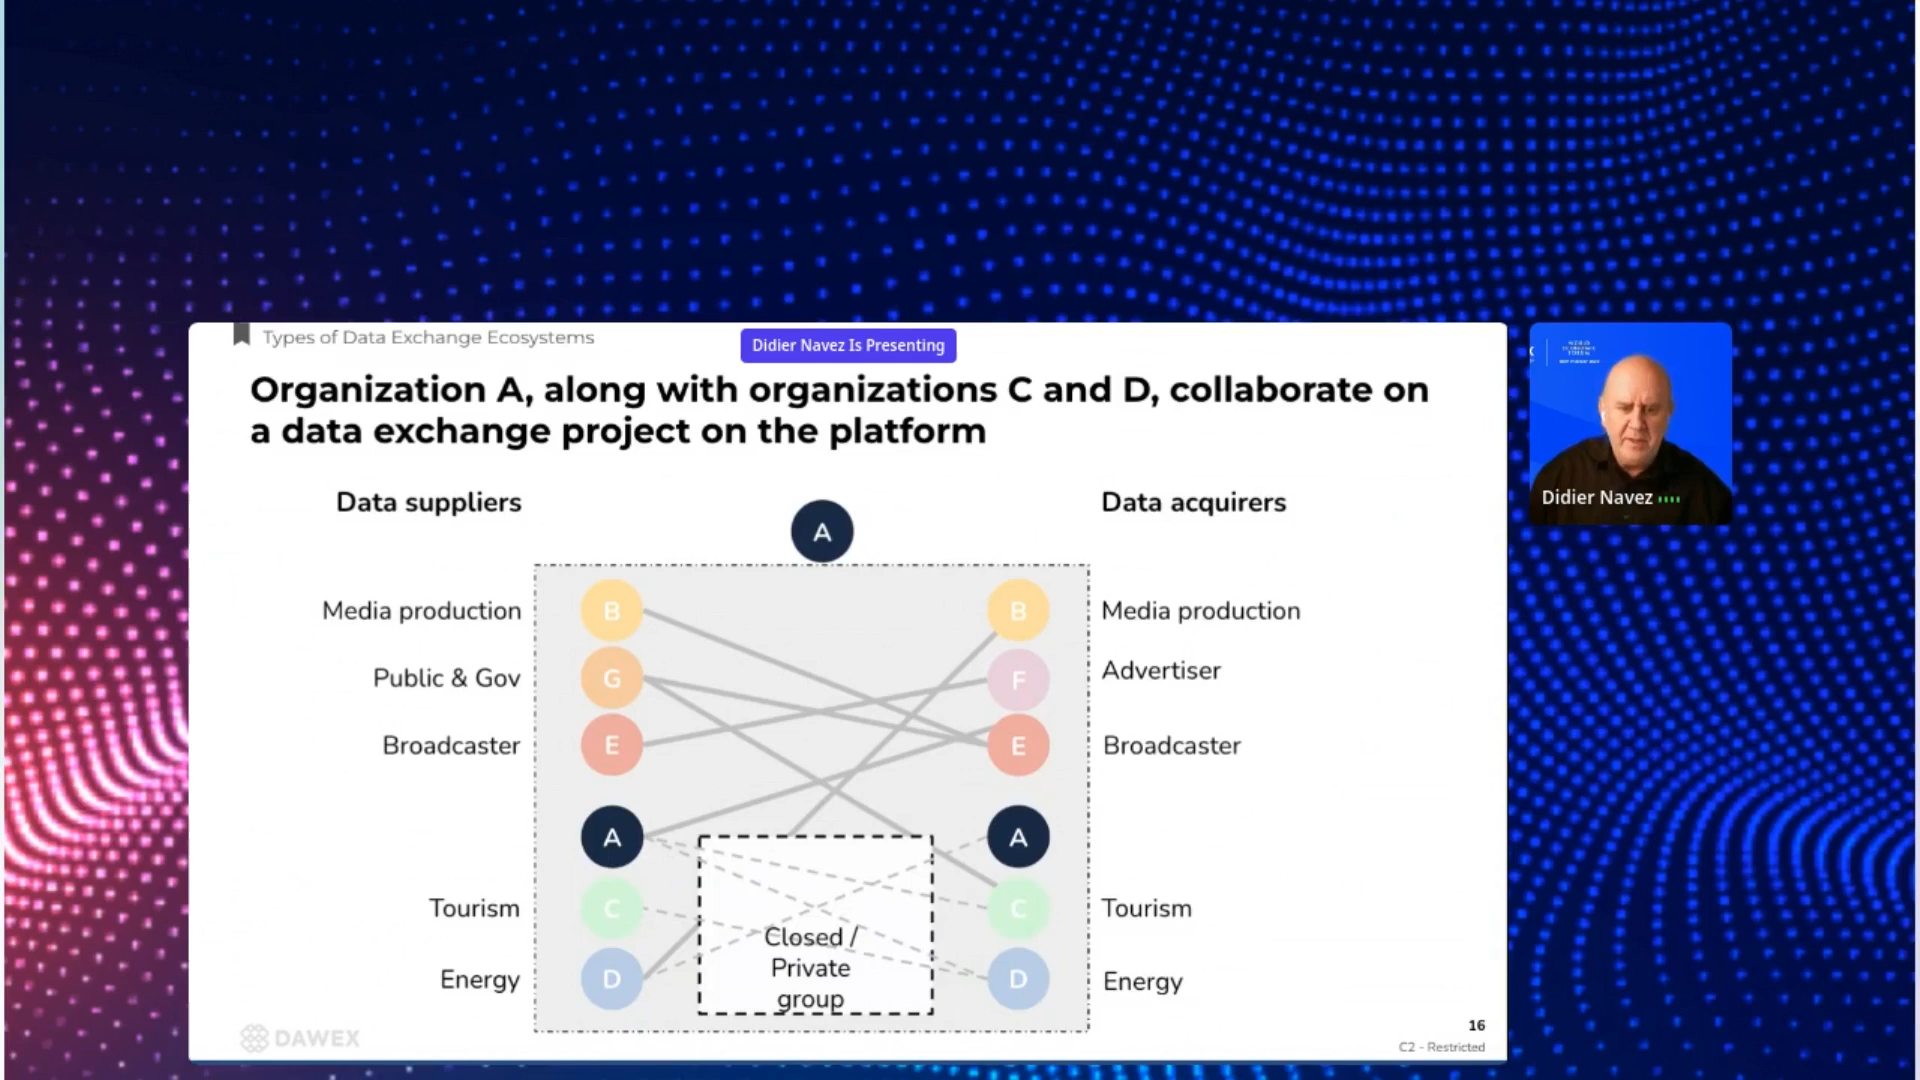 Types of Data Exchange Ecosystems
Didier Navez Is Presenting
Organization A, along with organizations C and D, collaborate on
a data exchange project on the platform
Data suppliers
A
Data acquirers
Media production
B
B
Media production
Public & Gov
G
F
Advertiser
Broadcaster
E
E
Broadcaster
A
A
Tourism
C
C
Tourism
Closed /
Private
group
Energy
D
D
Energy
DAWEX
16
C2 - Restricted
Didier Navez